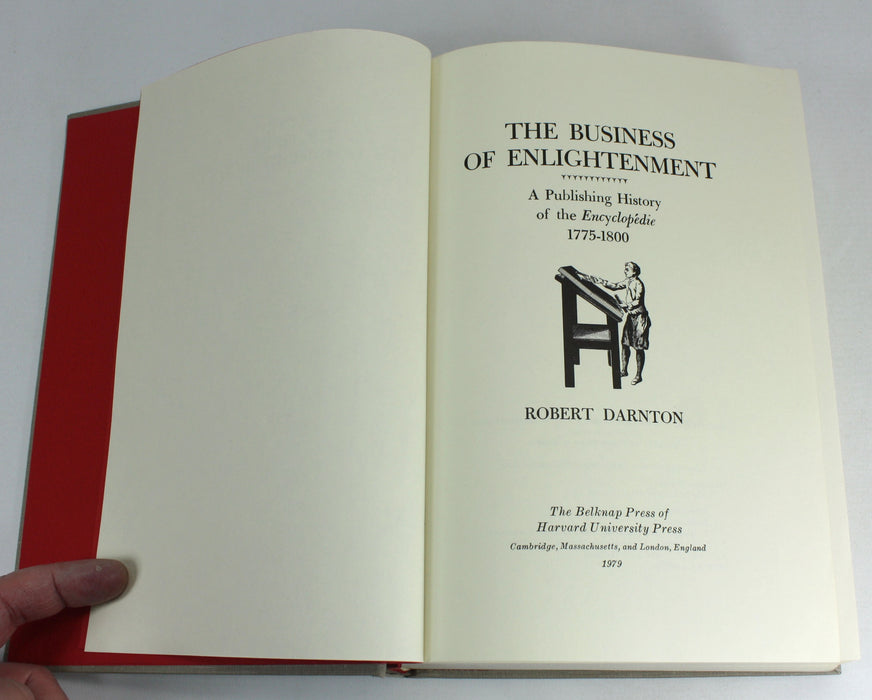 THE BUSINESS
OF ENLIGHTENMENT
A Publishing History
of the Encyclopédie
1775-1800
ROBERT DARNTON
The Belknap Press of
Harvard University Press
Cambridge, Massachusetts, and London, England
1979